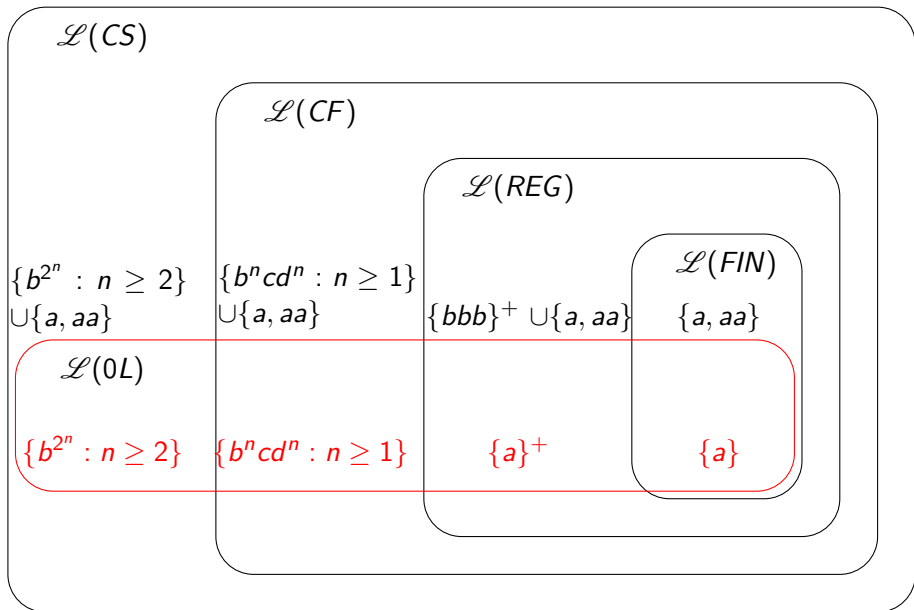 ℒ(CS)
ℒ(CF)
ℒ(REG)
ℒ(FIN)
{b^{2^n} : n ≥ 2}
∪{a, aa}
{b^n cd^n : n ≥ 1}
∪{a, aa}
{bbb}^+ ∪{a, aa}
{a, aa}
ℒ(0L)
{b^{2^n} : n ≥ 2}
{b^n cd^n : n ≥ 1}
{a}^+
{a}